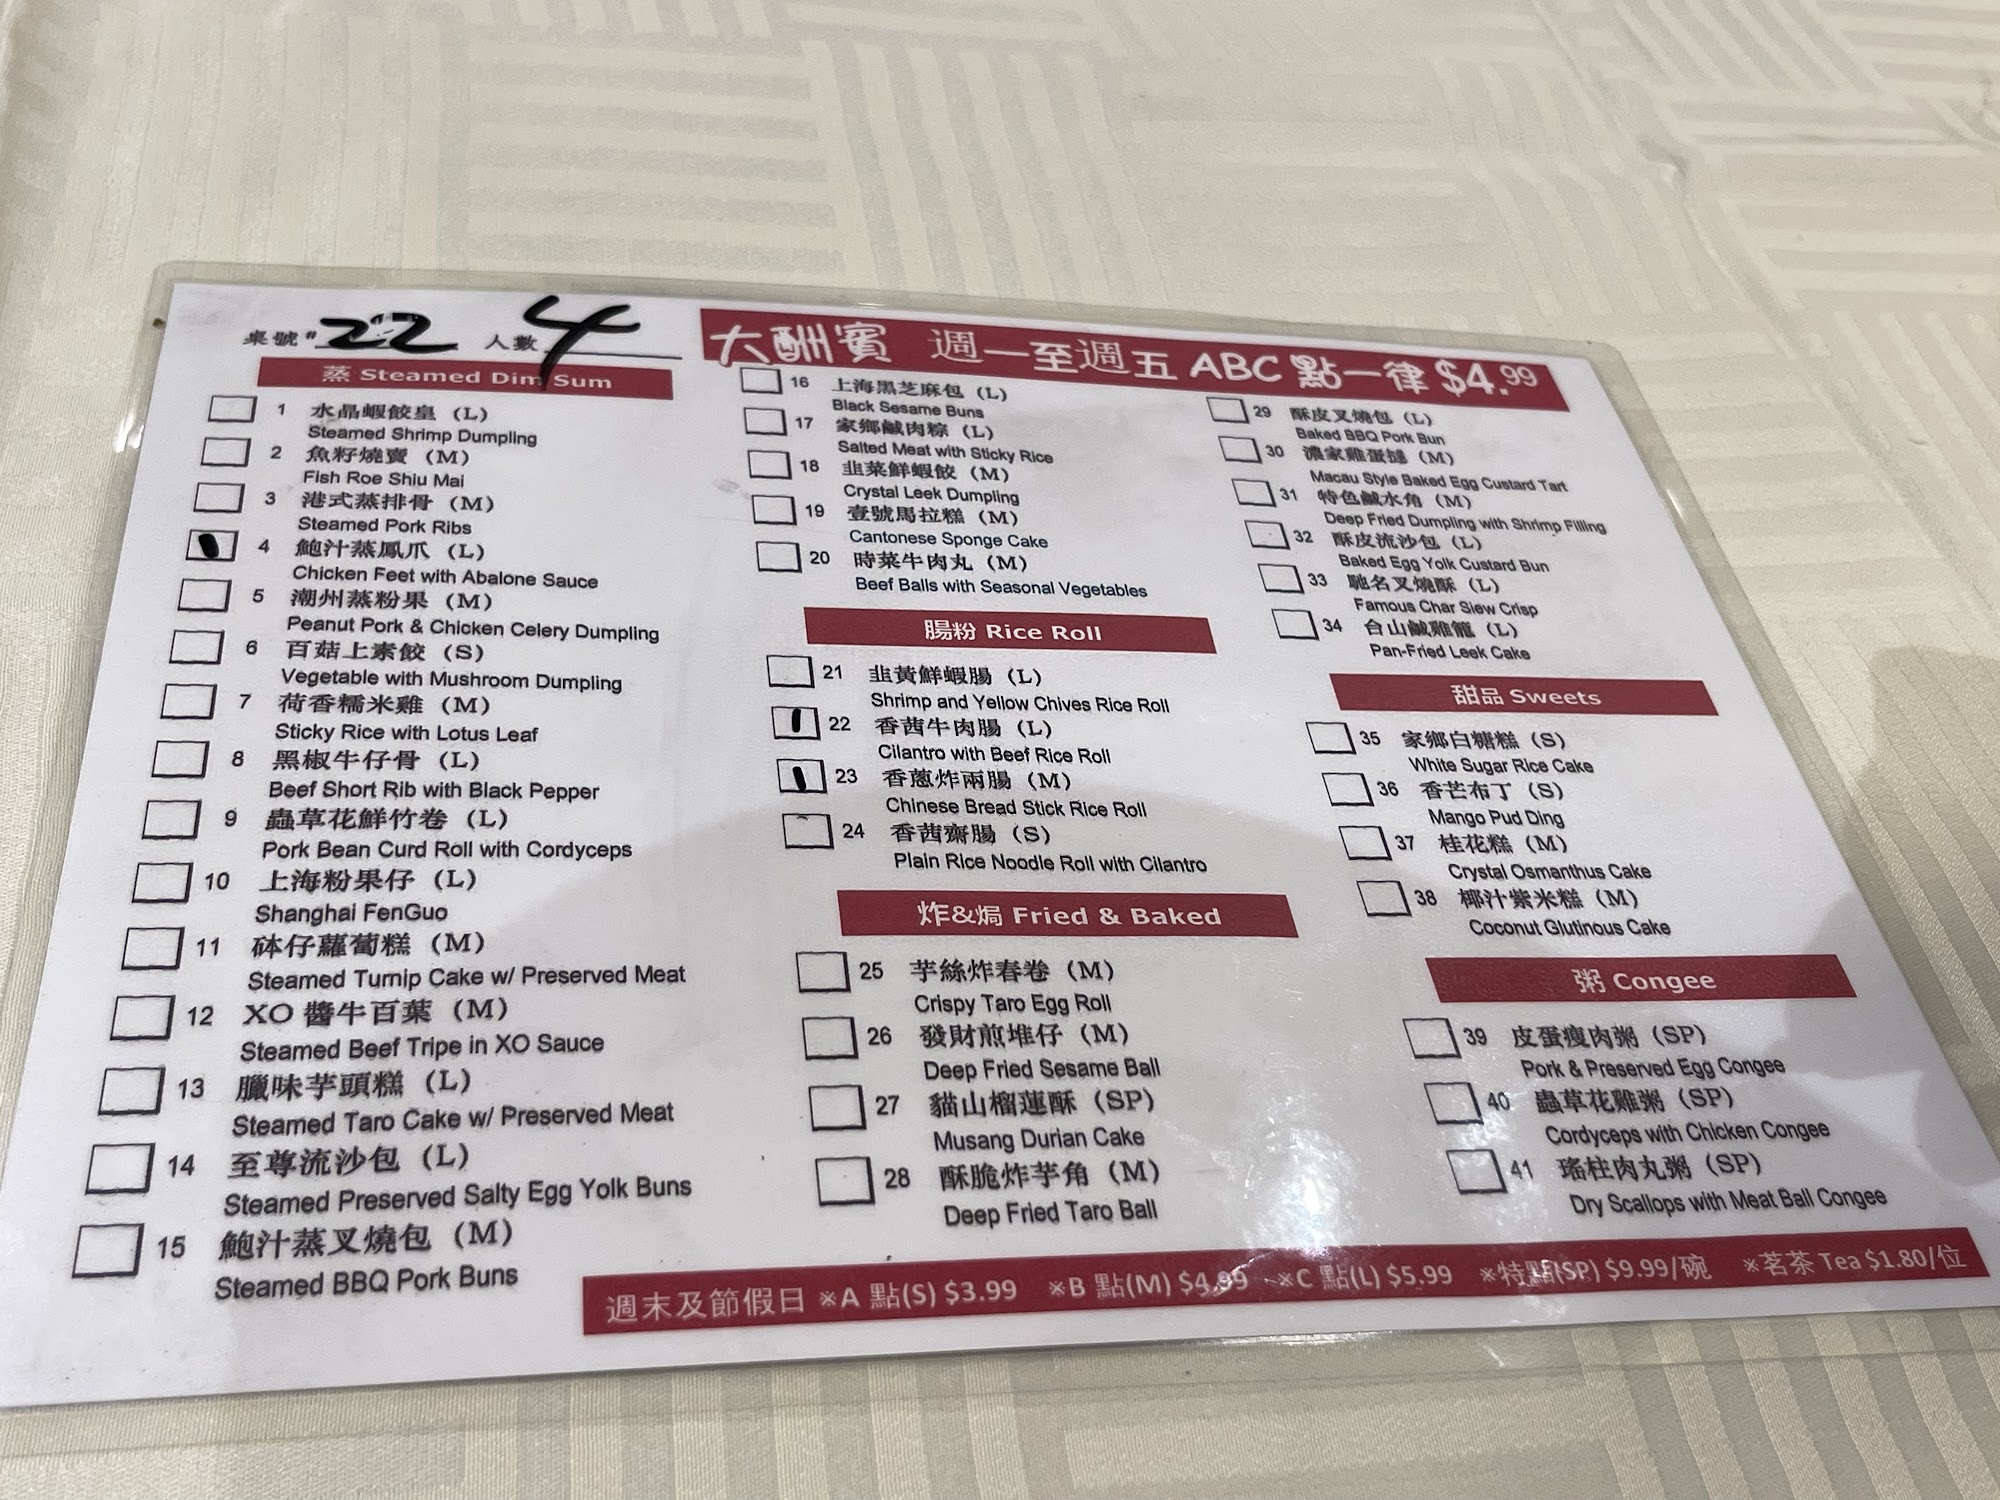 桌號# 22 人數 4
大酬賓 週一至週五 ABC 點一律 $4.99
蒸 Steamed Dim Sum
1 水晶蝦餃皇 (L)
Steamed Shrimp Dumpling
2 魚籽燒賣 (M)
Fish Roe Shiu Mai
3 港式蒸排骨 (M)
Steamed Pork Ribs
4 鮑汁蒸鳳爪 (L)
Chicken Feet with Abalone Sauce
5 潮州蒸粉果 (M)
Peanut Pork & Chicken Celery Dumpling
6 百菇上素餃 (S)
Vegetable with Mushroom Dumpling
7 荷香糯米雞 (M)
Sticky Rice with Lotus Leaf
8 黑椒牛仔骨 (L)
Beef Short Rib with Black Pepper
9 蟲草花鮮竹卷 (L)
Pork Bean Curd Roll with Cordyceps
10 上海粉果仔 (L)
Shanghai FenGuo
11 砵仔蘿蔔糕 (M)
Steamed Turnip Cake w/ Preserved Meat
12 XO 醬牛百葉 (M)
Steamed Beef Tripe in XO Sauce
13 臘味芋頭糕 (L)
Steamed Taro Cake w/ Preserved Meat
14 至尊流沙包 (L)
Steamed Preserved Salty Egg Yolk Buns
15 鮑汁蒸叉燒包 (M)
Steamed BBQ Pork Buns
16 上海黑芝麻包 (L)
Black Sesame Buns
17 家鄉鹹肉粽 (L)
Salted Meat with Sticky Rice
18 韭菜鮮蝦餃 (M)
Crystal Leek Dumpling
19 壹號馬拉糕 (M)
Cantonese Sponge Cake
20 時菜牛肉丸 (M)
Beef Balls with Seasonal Vegetables
腸粉 Rice Roll
21 韭黃鮮蝦腸 (L)
Shrimp and Yellow Chives Rice Roll
22 香茜牛肉腸 (L)
Cilantro with Beef Rice Roll
23 香蔥炸兩腸 (M)
Chinese Bread Stick Rice Roll
24 香茜齋腸 (S)
Plain Rice Noodle Roll with Cilantro
炸&焗 Fried & Baked
25 芋絲炸春卷 (M)
Crispy Taro Egg Roll
26 發財煎堆仔 (M)
Deep Fried Sesame Ball
27 貓山榴蓮酥 (SP)
Musang Durian Cake
28 酥脆炸芋角 (M)
Deep Fried Taro Ball
29 酥皮叉燒包 (L)
Baked BBQ Pork Bun
30 濃家雞蛋撻 (M)
Macau Style Baked Egg Custard Tart
31 特色鹹水角 (M)
Deep Fried Dumpling with Shrimp Filling
32 酥皮流沙包 (L)
Baked Egg Yolk Custard Bun
33 馳名叉燒酥 (L)
Famous Char Siew Crisp
34 台山鹹雞籠 (L)
Pan-Fried Leek Cake
甜品 Sweets
35 家鄉白糖糕 (S)
White Sugar Rice Cake
36 香芒布丁 (S)
Mango Pud Ding
37 桂花糕 (M)
Crystal Osmanthus Cake
38 椰汁紫米糕 (M)
Coconut Glutinous Cake
粥 Congee
39 皮蛋瘦肉粥 (SP)
Pork & Preserved Egg Congee
40 蟲草花雞粥 (SP)
Cordyceps with Chicken Congee
41 瑤柱肉丸粥 (SP)
Dry Scallops with Meat Ball Congee
週末及節假日 ※A 點(S) $3.99 ※B 點(M) $4.99 ※C 點(L) $5.99 ※特點(SP) $9.99/碗 ※茗茶 Tea $1.80/位